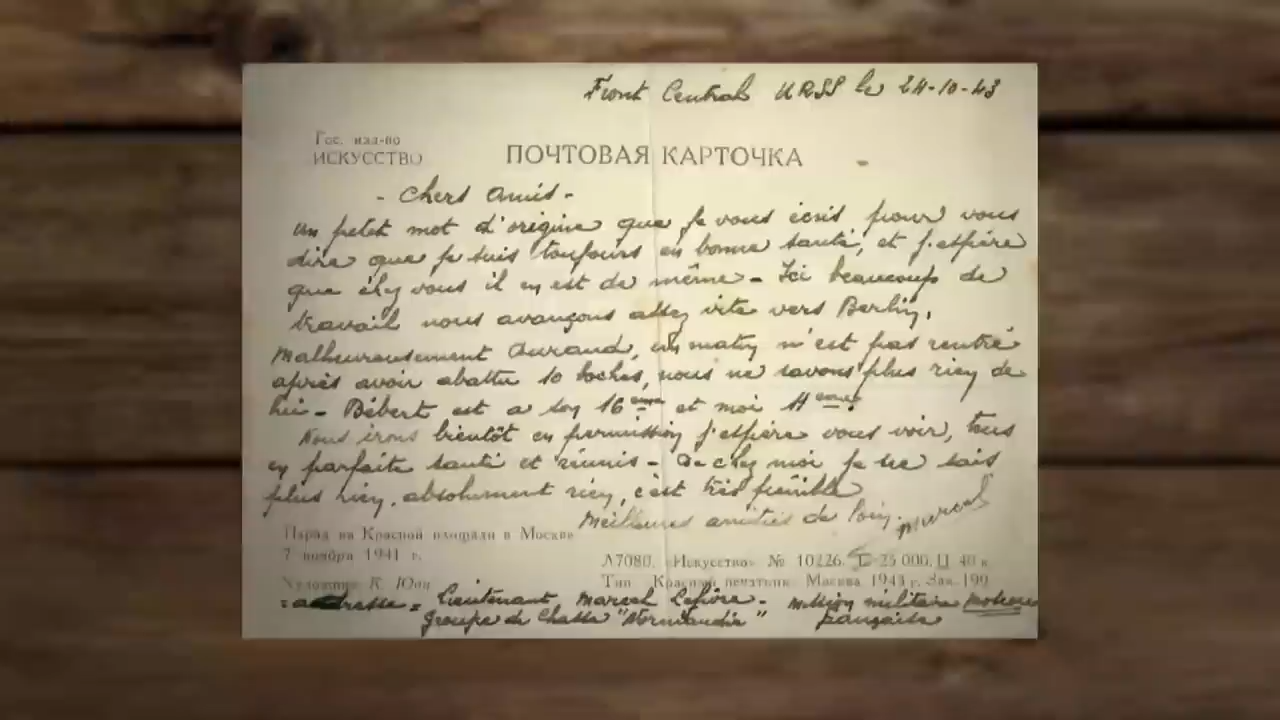 Front Central URSS le 24-10-43
Гос. изд-во
ИСКУССТВО
ПОЧТОВАЯ КАРТОЧКА
- Chers Amis -
Un petit mot d'origine que je vous écris pour vous
dire que je suis toujours en bonne santé, et j'espère
que chez vous il en est de même - Ici beaucoup de
travail nous avançons assez vite vers Berlin.
Malheureusement Durand, un matin n'est pas rentré
après avoir abattu 10 boches, nous ne savons plus rien de
lui - Bébert est a son 16 eme et moi 11 eme.
Nous irons bientôt en permission j'espère vous voir, tous
en parfaite santé et réunis - De chez moi je ne sais
plus rien. absolument rien, c'est très pénible
Meilleures amitiés de loin. Marcel
Парад на Красной площади в Москве
7 ноября 1941 г.
Художник К. Юон
Л7080. «Искусство» № 10226. Т-25 000. Ц 40 к.
Тип. Красный печатник. Москва 1943 г. Зак. 199
= adresse = Lieutenant Marcel Lefèvre - mission militaire
Groupe de Chasse "Normandie" française